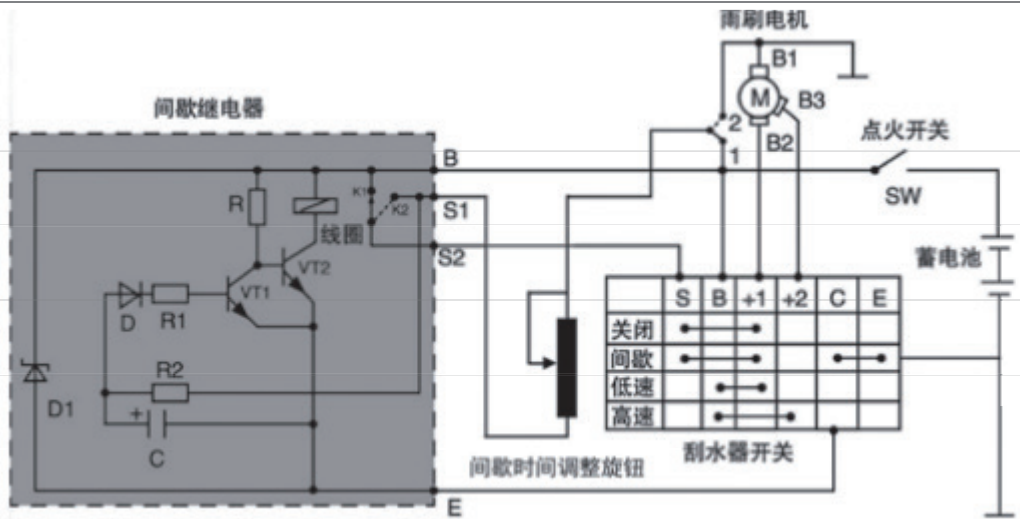 雨刷电机
B1
M
B3
间歇继电器
2
点火开关
B2
B
1
K1
R
K2
S1
SW
线圈
S2
蓄电池
VT2
VT1
S B +1 +2 C E
D
R1
关闭
间歇
R2
低速
D1
+
高速
C
刮水器开关
间歇时间调整旋钮
E